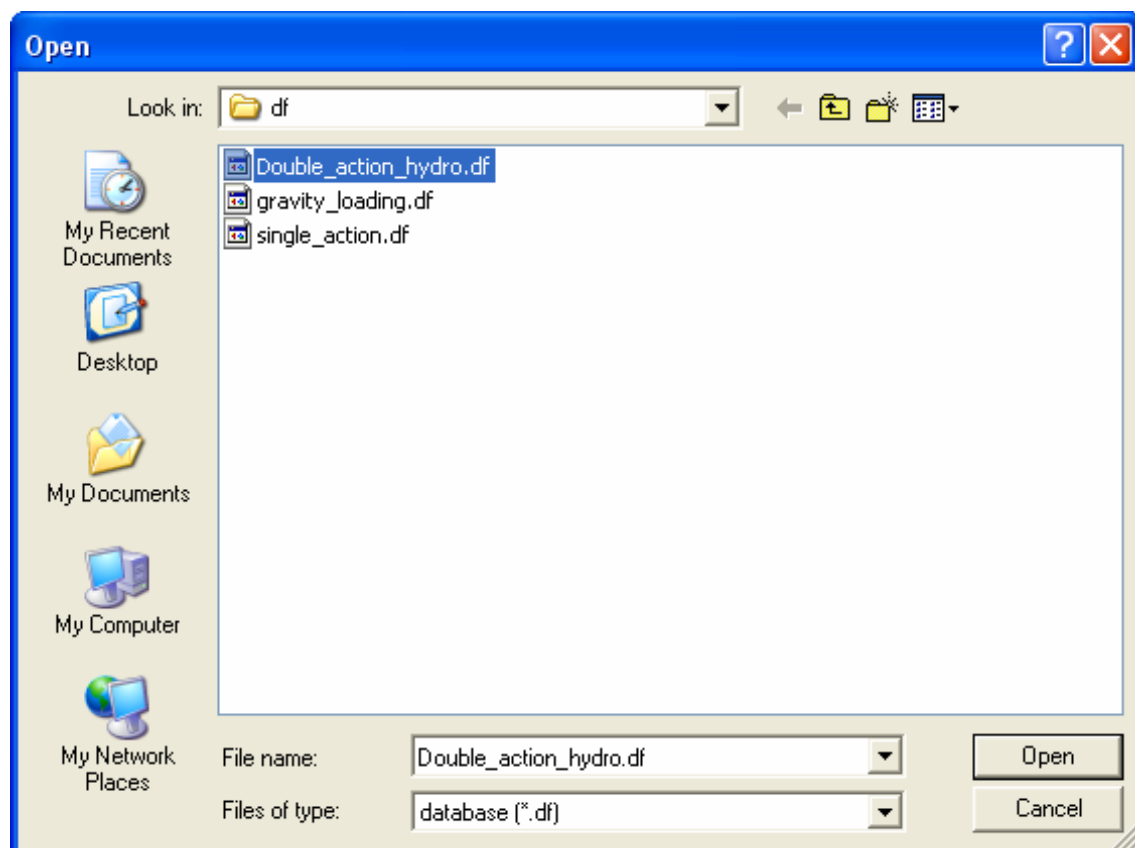 Open
Look in:
df
Double_action_hydro.df
gravity_loading.df
single_action.df
My Recent
Documents
Desktop
My Documents
My Computer
My Network
Places
File name:
Double_action_hydro.df
Open
Files of type:
database (*.df)
Cancel